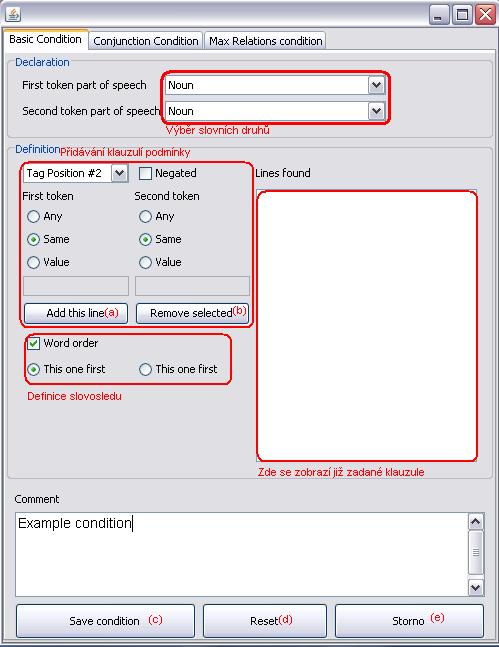 Basic Condition Conjunction Condition Max Relations condition
Declaration
First token part of speech Noun
Second token part of speech Noun
Výběr slovních druhů
Definition Přidávání klauzulí podmínky
Tag Position #2 Negated Lines found
First token Second token
Any Any
Same Same
Value Value
Add this line (a) Remove selected (b)
Word order
This one first This one first
Definice slovosledu
Zde se zobrazí již zadané klauzule
Comment
Example condition
Save condition (c) Reset (d) Storno (e)